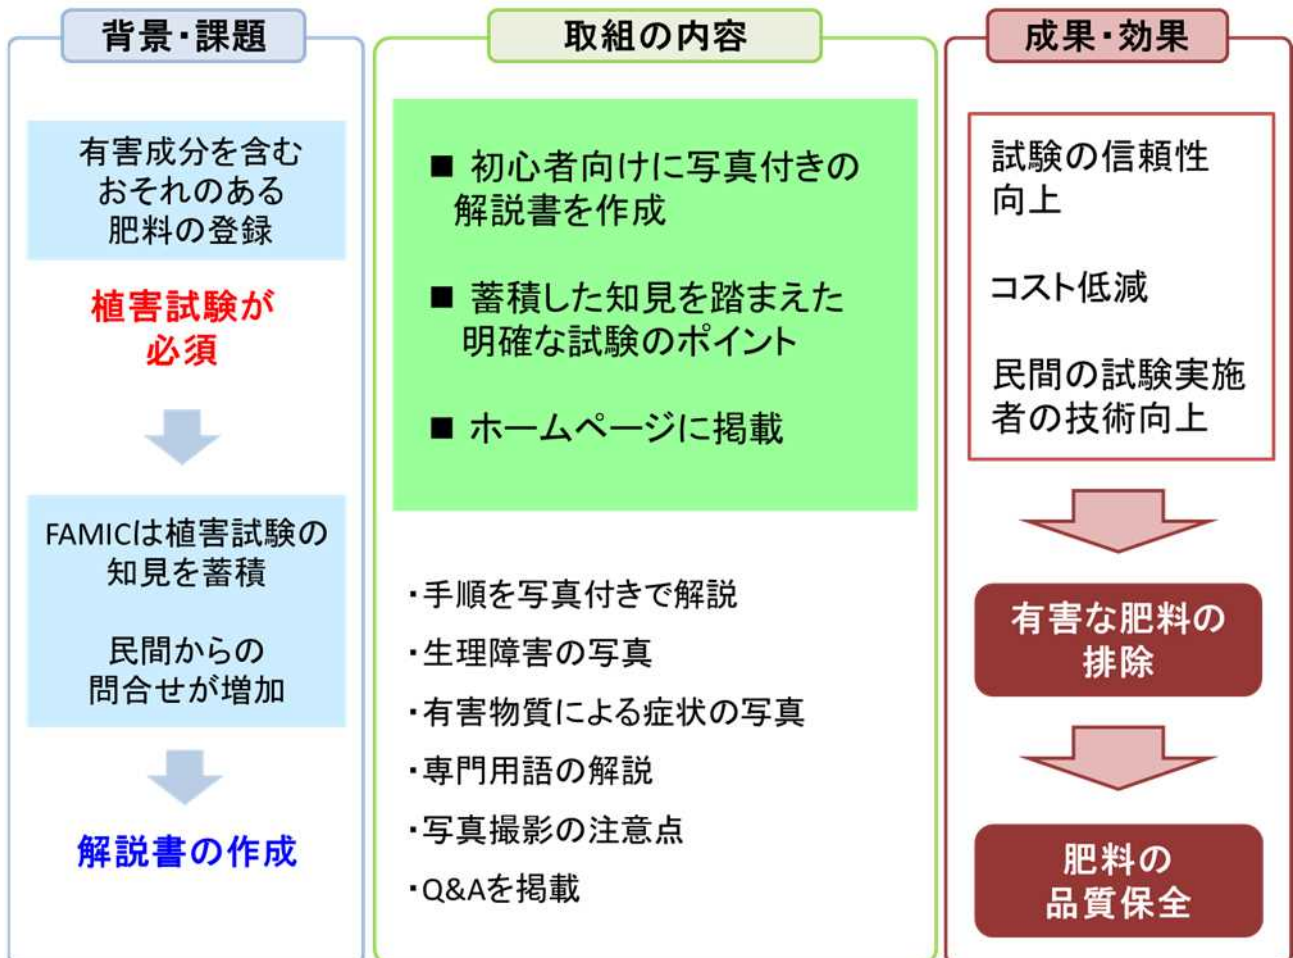 背景・課題
有害成分を含む
おそれのある
肥料の登録
植害試験が
必須
FAMICは植害試験の
知見を蓄積
民間からの
問合せが増加
解説書の作成
取組の内容
■ 初心者向けに写真付きの
解説書を作成
■ 蓄積した知見を踏まえた
明確な試験のポイント
■ ホームページに掲載
・手順を写真付きで解説
・生理障害の写真
・有害物質による症状の写真
・専門用語の解説
・写真撮影の注意点
・Q&Aを掲載
成果・効果
試験の信頼性
向上
コスト低減
民間の試験実施
者の技術向上
有害な肥料の
排除
肥料の
品質保全